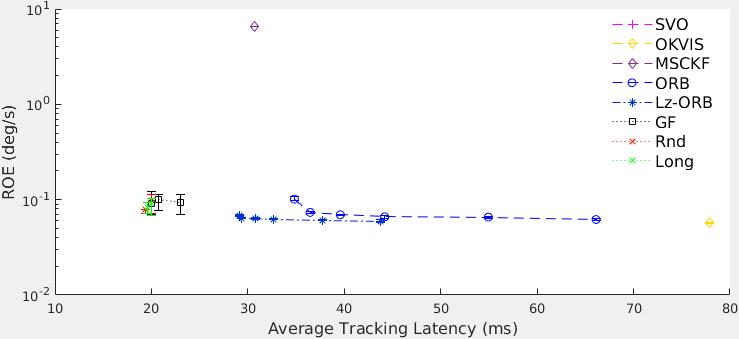 10^1
10^0
10^-1
10^-2
ROE (deg/s)
10
20
30
40
50
60
70
80
Average Tracking Latency (ms)
SVO
OKVIS
MSCKF
ORB
Lz-ORB
GF
Rnd
Long